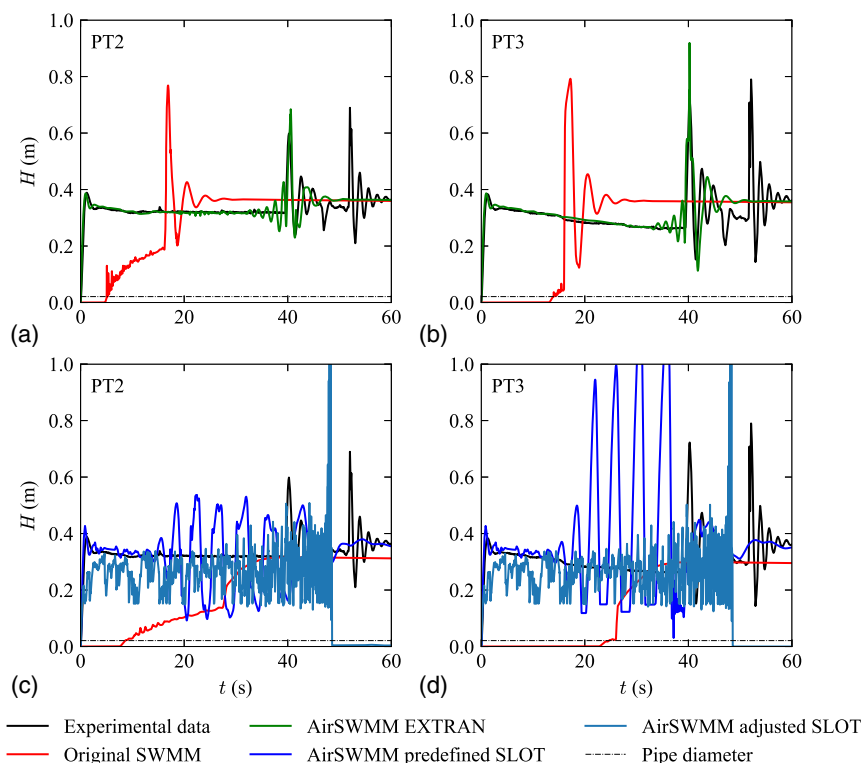 1.0
0.8
0.6
0.4
0.2
0.0
H (m)
PT2
0
20
40
60
(a)
1.0
0.8
0.6
0.4
0.2
0.0
H (m)
PT3
0
20
40
60
(b)
1.0
0.8
0.6
0.4
0.2
0.0
H (m)
PT2
0
20
40
60
(c)
t (s)
1.0
0.8
0.6
0.4
0.2
0.0
H (m)
PT3
0
20
40
60
(d)
t (s)
Experimental data
AirSWMM EXTRAN
AirSWMM adjusted SLOT
Original SWMM
AirSWMM predefined SLOT
Pipe diameter